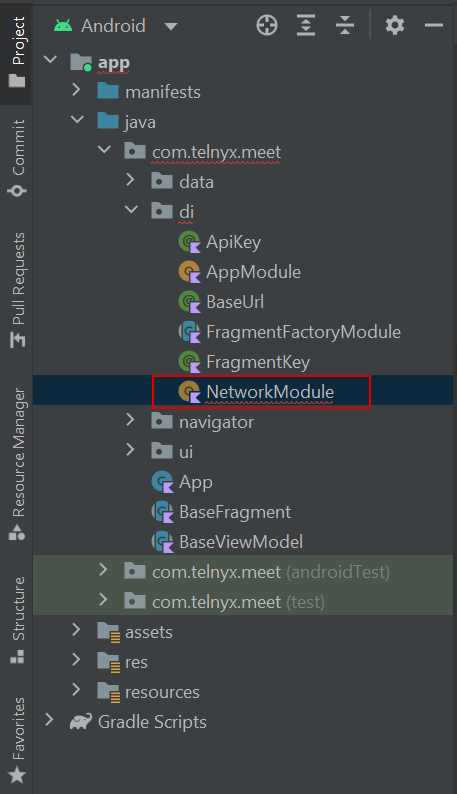 Android
app
manifests
java
com.telnyx.meet
data
di
ApiKey
AppModule
BaseUrl
FragmentFactoryModule
FragmentKey
NetworkModule
navigator
ui
App
BaseFragment
BaseViewModel
com.telnyx.meet (androidTest)
com.telnyx.meet (test)
assets
res
resources
Gradle Scripts
Project
Commit
Pull Requests
Resource Manager
Structure
Favorites